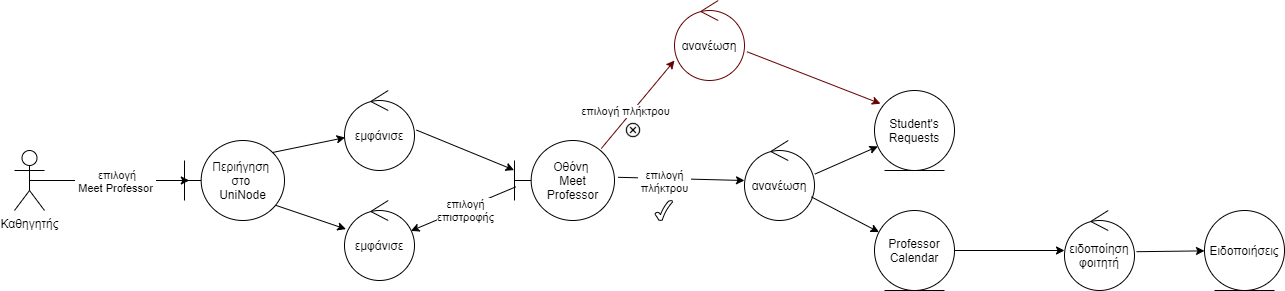 Καθηγητής
επιλογή
Meet Professor
Περιήγηση
στο
UniNode
εμφάνισε
εμφάνισε
επιλογή
επιστροφής
Οθόνη
Meet
Professor
επιλογή πλήκτρου
ανανέωση
επιλογή
πλήκτρου
ανανέωση
Student's
Requests
Professor
Calendar
ειδοποίηση
φοιτητή
Ειδοποιήσεις